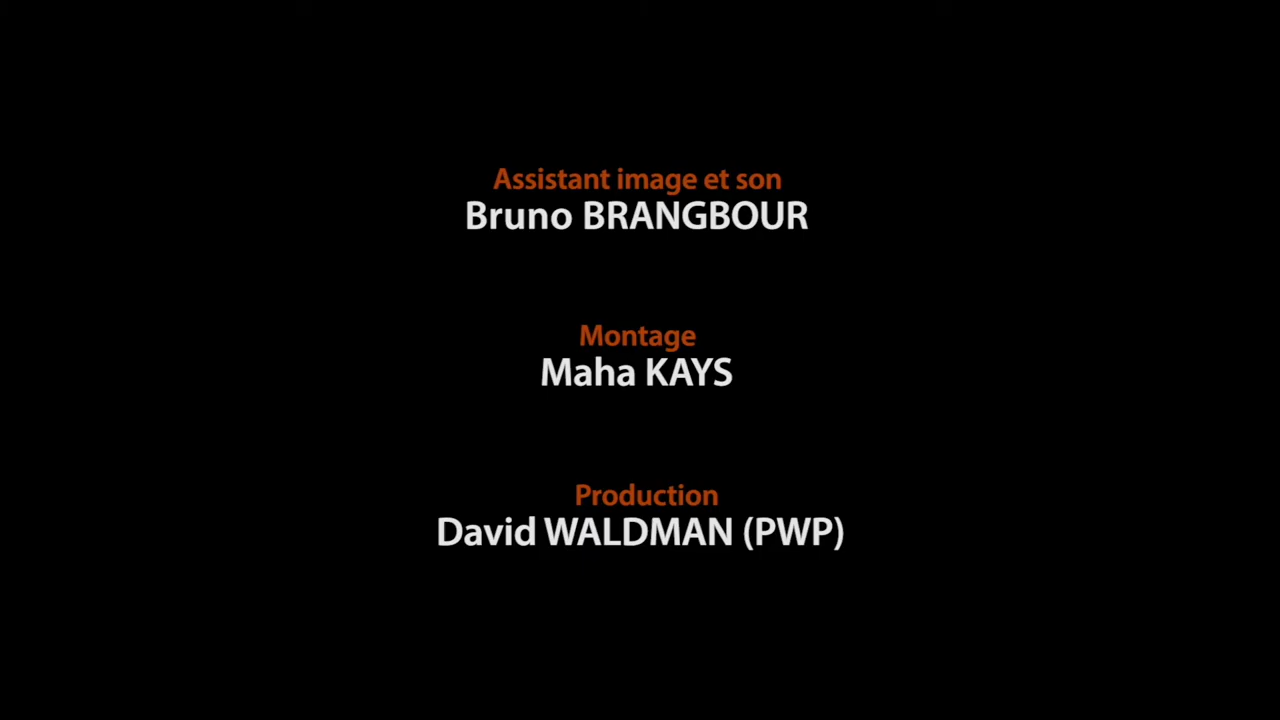 Assistant image et son
Bruno BRANGBOUR
Montage
Maha KAYS
Production
David WALDMAN (PWP)